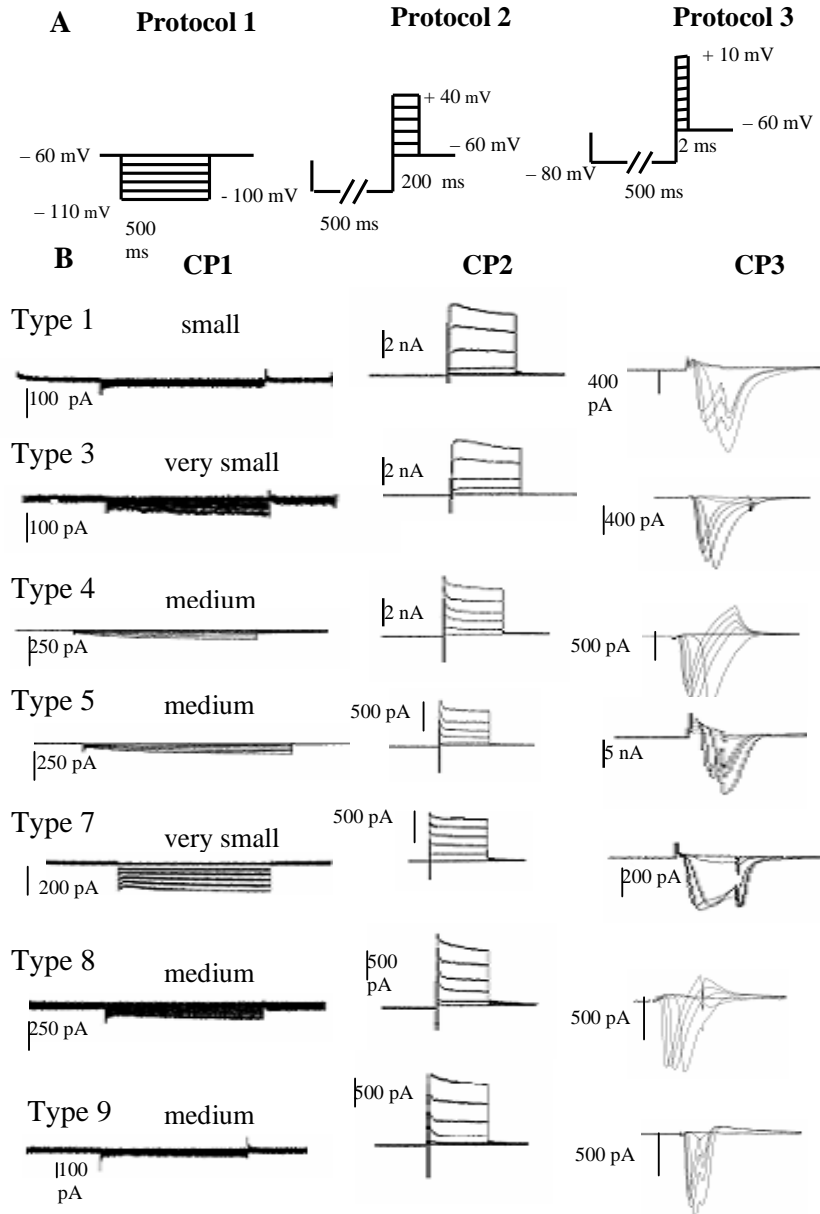 A Protocol 1 Protocol 2 Protocol 3
– 60 mV
– 110 mV
- 100 mV
500
ms
+ 40 mV
– 60 mV
200 ms
500 ms
+ 10 mV
– 60 mV
2 ms
– 80 mV
500 ms
B CP1 CP2 CP3
Type 1 small
100 pA
2 nA
400
pA
Type 3 very small
100 pA
2 nA
400 pA
Type 4 medium
250 pA
2 nA
500 pA
Type 5 medium
250 pA
500 pA
5 nA
Type 7 very small
200 pA
500 pA
200 pA
Type 8 medium
250 pA
500
pA
500 pA
Type 9 medium
100
pA
500 pA
500 pA